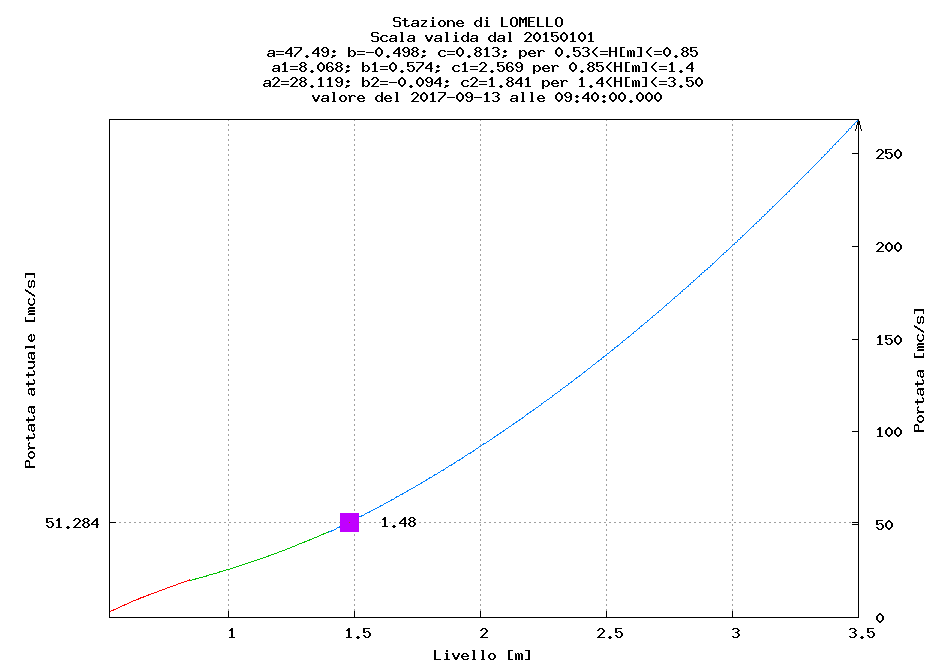 Stazione di LOMELLO
Scala valida dal 20150101
a=47.49; b=-0.498; c=0.813; per 0.53<=H[m]<=0.85
a1=8.068; b1=0.574; c1=2.569 per 0.85<H[m]<=1.4
a2=28.119; b2=-0.094; c2=1.841 per 1.4<H[m]<=3.50
valore del 2017-09-13 alle 09:40:00.000
250
200
150
100
50
0
Portata attuale [mc/s]
Portata [mc/s]
51.284
1.48
1 1.5 2 2.5 3 3.5
Livello [m]